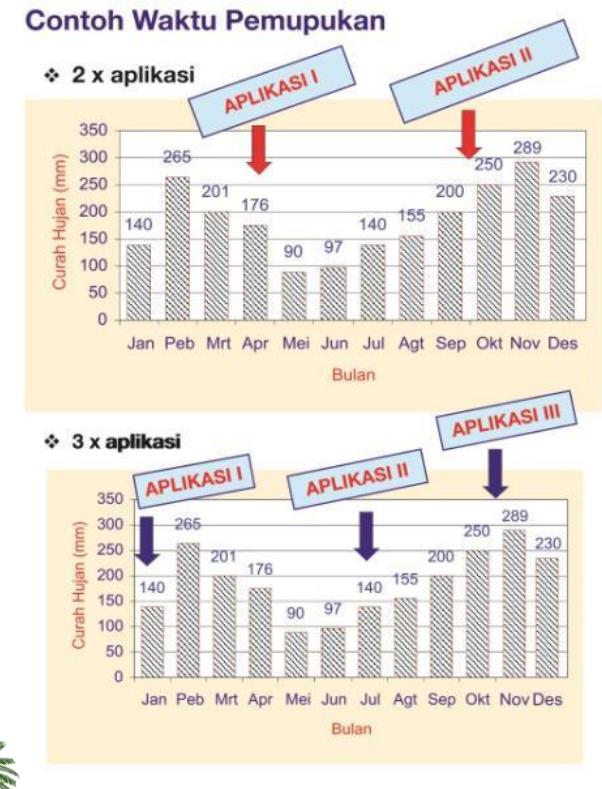 Contoh Waktu Pemupukan
❖ 2 x aplikasi
APLIKASI I
APLIKASI II
Curah Hujan (mm)
350
300
250
200
150
100
50
0
140
265
201
176
90
97
140
155
200
250
289
230
Jan Peb Mrt Apr Mei Jun Jul Agt Sep Okt Nov Des
Bulan
❖ 3 x aplikasi
APLIKASI I
APLIKASI II
APLIKASI III
Curah Hujan (mm)
350
300
250
200
150
100
50
0
140
265
201
176
90
97
140
155
200
250
289
230
Jan Peb Mrt Apr Mei Jun Jul Agt Sep Okt Nov Des
Bulan